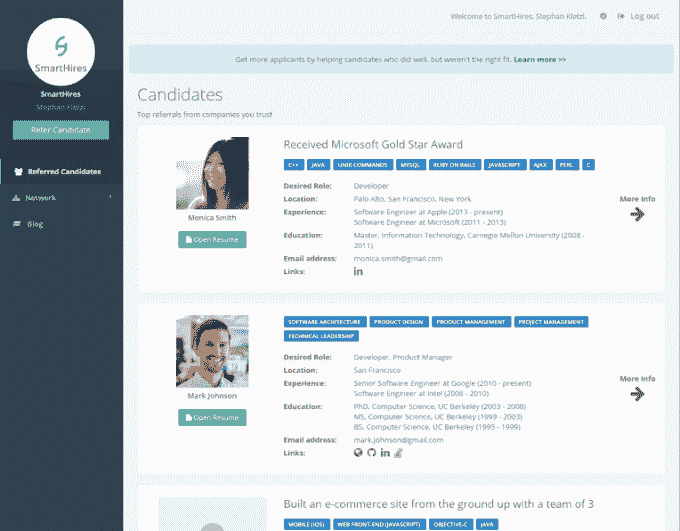 Welcome to SmartHires, Stephan Kletzl.
Log out
SmartHires
SmartHires
Stephan Kletzl
Refer Candidate
Referred Candidates
Network
Blog
Get more applicants by helping candidates who did well, but weren't the right fit. Learn more >>
Candidates
Top referrals from companies you trust
Received Microsoft Gold Star Award
C++ JAVA UNIX COMMANDS MYSQL RUBY ON RAILS JAVASCRIPT AJAX PERL C
Monica Smith
Open Resume
Desired Role: Developer
Location: Palo Alto, San Francisco, New York
Experience: Software Engineer at Apple (2013 - present)
Software Engineer at Microsoft (2011 - 2013)
Education: Master, Information Technology, Carnegie Mellon University (2008 -
2011)
Email address: monica.smith@gmail.com
Links: in
More Info
SOFTWARE ARCHITECTURE PRODUCT DESIGN PRODUCT MANAGEMENT PROJECT MANAGEMENT
TECHNICAL LEADERSHIP
Mark Johnson
Open Resume
Desired Role: Developer, Product Manager
Location: San Francisco
Experience: Senior Software Engineer at Google (2010 - present)
Software Engineer at Intel (2008 - 2010)
Education: PhD, Computer Science, UC Berkeley (2003 - 2008)
MS, Computer Science, UC Berkeley (1999 - 2003)
BS, Computer Science, UC Berkeley (1995 - 1999)
Email address: mark.johnson@gmail.com
Links: in
More Info
Built an e-commerce site from the ground up with a team of 3
MOBILE (IOS) WEB FRONT-END (JAVASCRIPT) OBJECTIVE-C JAVA